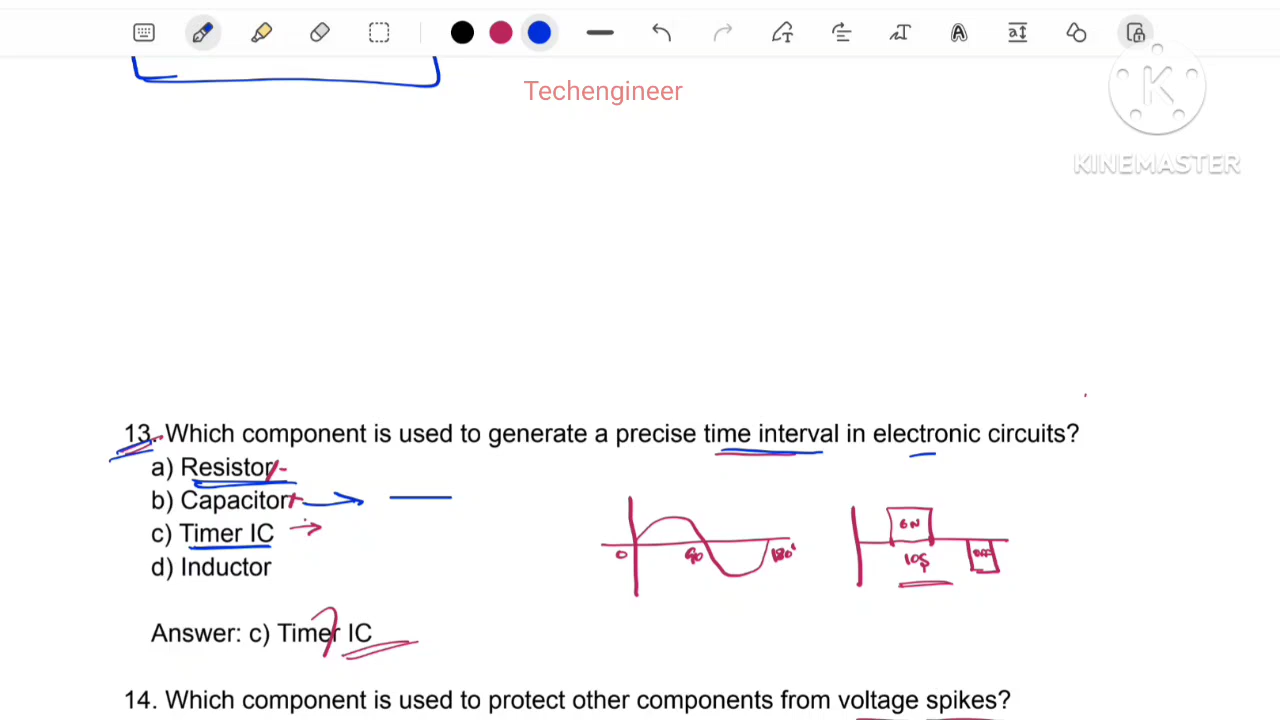 Techengineer
K
KINEMASTER
13. Which component is used to generate a precise time interval in electronic circuits?
a) Resistor
b) Capacitor
c) Timer IC
d) Inductor
0
90
180°
ON
10s
OFF
Answer: c) Timer IC
14. Which component is used to protect other components from voltage spikes?